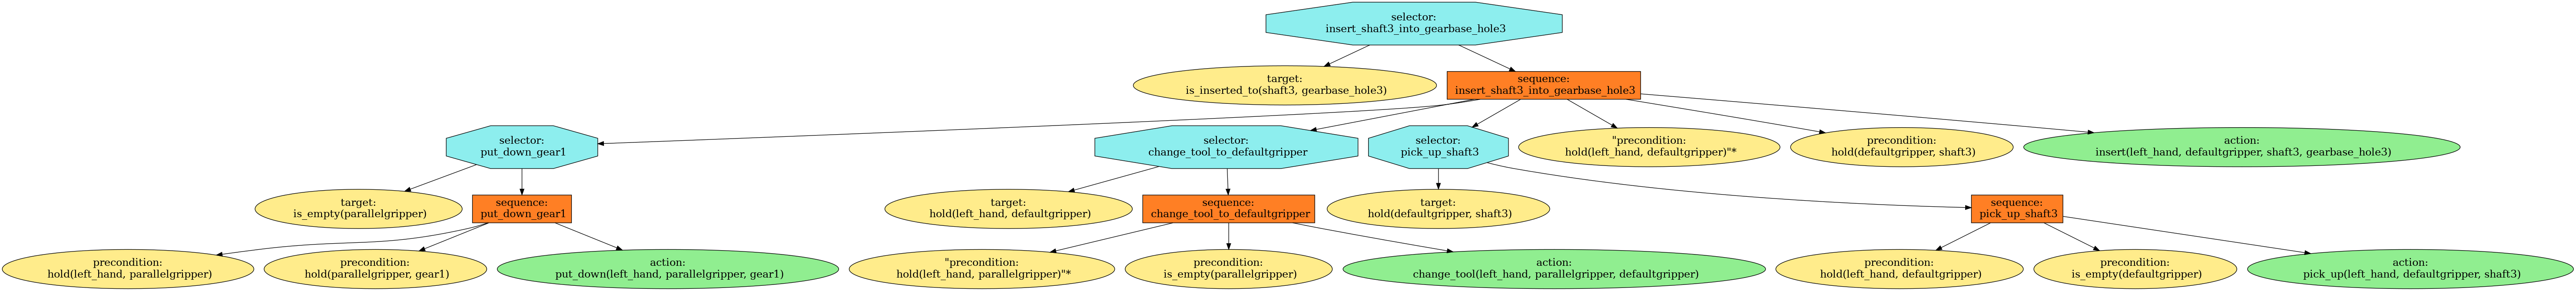 selector:
insert_shaft3_into_gearbase_hole3
target:
is_inserted_to(shaft3, gearbase_hole3)
sequence:
insert_shaft3_into_gearbase_hole3
selector:
put_down_gear1
selector:
change_tool_to_defaultgripper
selector:
pick_up_shaft3
"precondition:
hold(left_hand, defaultgripper)"*
precondition:
hold(defaultgripper, shaft3)
action:
insert(left_hand, defaultgripper, shaft3, gearbase_hole3)
target:
is_empty(parallelgripper)
sequence:
put_down_gear1
target:
hold(left_hand, defaultgripper)
sequence:
change_tool_to_defaultgripper
target:
hold(defaultgripper, shaft3)
sequence:
pick_up_shaft3
precondition:
hold(left_hand, parallelgripper)
precondition:
hold(parallelgripper, gear1)
action:
put_down(left_hand, parallelgripper, gear1)
"precondition:
hold(left_hand, parallelgripper)"*
precondition:
is_empty(parallelgripper)
action:
change_tool(left_hand, parallelgripper, defaultgripper)
precondition:
hold(left_hand, defaultgripper)
precondition:
is_empty(defaultgripper)
action:
pick_up(left_hand, defaultgripper, shaft3)